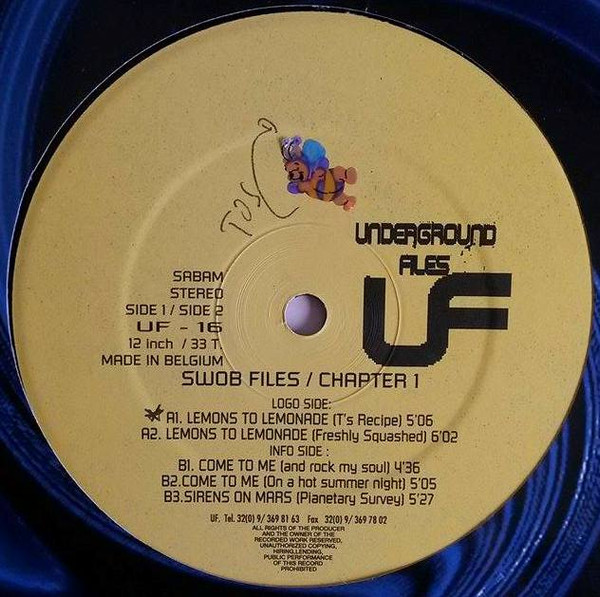 TOS
UNDERGROUND
FILES
UF
SABAM
STEREO
SIDE 1 / SIDE 2
UF - 16
12 inch / 33 T.
MADE IN BELGIUM
SWOB FILES / CHAPTER 1
LOGO SIDE:
A1. LEMONS TO LEMONADE (T's Recipe) 5'06
A2. LEMONS TO LEMONADE (Freshly Squashed) 6'02
INFO SIDE :
B1. COME TO ME (and rock my soul) 4'36
B2.COME TO ME (On a hot summer night) 5'05
B3.SIRENS ON MARS (Planetary Survey) 5'27
UF. Tel. 32(0) 9/ 369 81 63 Fax 32(0) 9/ 369 78 02
ALL RIGHTS OF THE PRODUCER
AND THE OWNER OF THE
RECORDED WORK RESERVED,
UNAUTHORIZED COPYING,
HIRING,LENDING,
PUBLIC PERFORMANCE
OF THIS RECORD
PROHIBITED